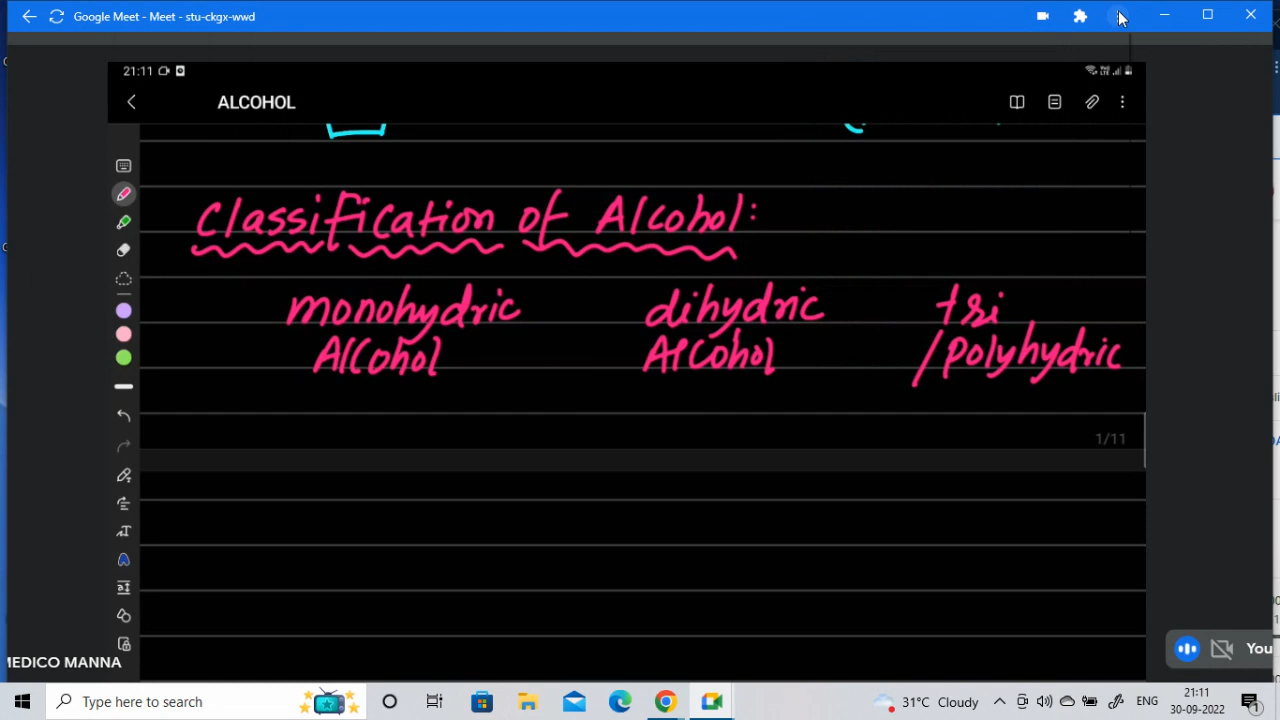 Google Meet - Meet - stu-ckgx-wwd
21:11
ALCOHOL
Classification of Alcohol:
monohydric dihydric tri
Alcohol Alcohol /Polyhydric
1/11
MEDICO MANNA
You
Type here to search
31°C Cloudy
ENG
21:11
30-09-2022